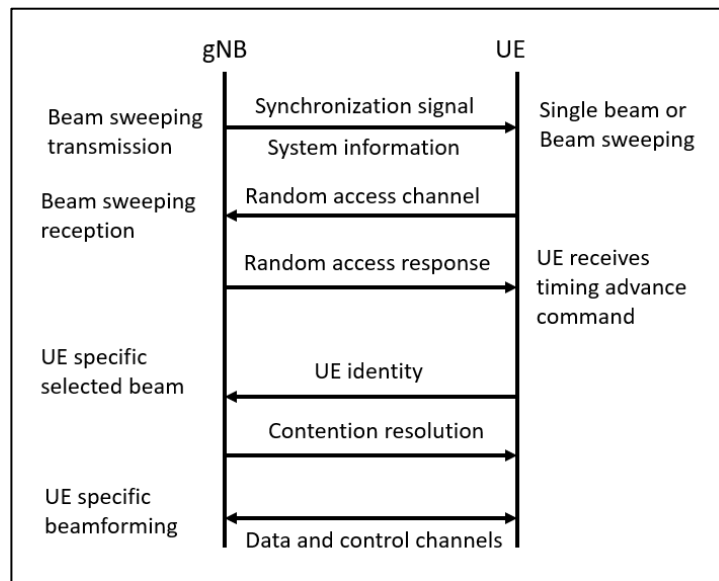 gNB
UE
Beam sweeping
transmission
Synchronization signal
System information
Single beam or
Beam sweeping
Beam sweeping
reception
Random access channel
Random access response
UE receives
timing advance
command
UE specific
selected beam
UE identity
Contention resolution
UE specific
beamforming
Data and control channels